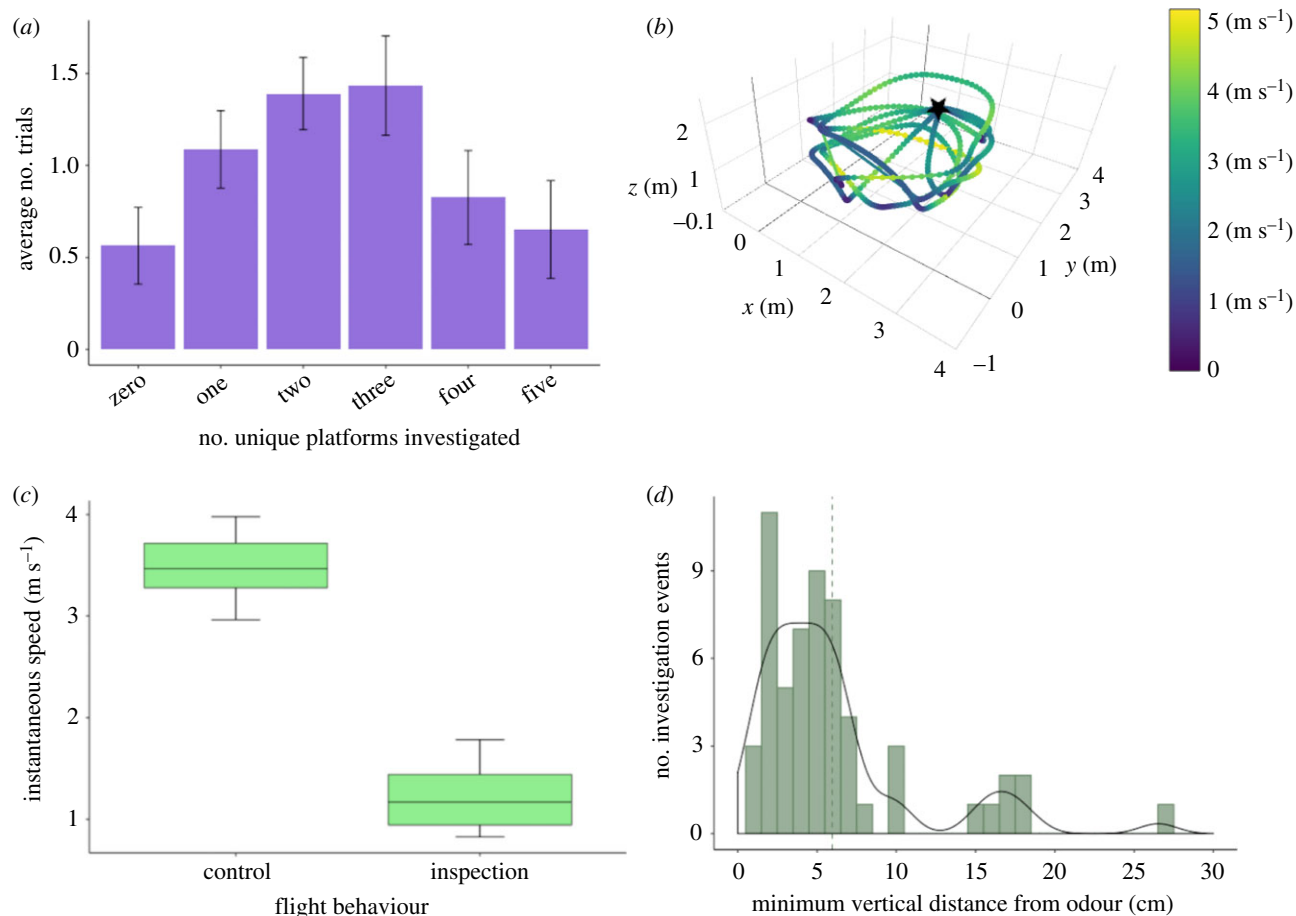 (a)
average no. trials
1.5
1.0
0.5
0
zero one two three four five
no. unique platforms investigated
(b)
z (m)
2
1
–0.1
0
1
2
3
4
x (m)
–1
0
1
2
3
4
y (m)
5 (m s–1)
4 (m s–1)
3 (m s–1)
2 (m s–1)
1 (m s–1)
0
(c)
instantaneous speed (m s–1)
4
3
2
1
control inspection
flight behaviour
(d)
no. investigation events
9
6
3
0
0 5 10 15 20 25 30
minimum vertical distance from odour (cm)